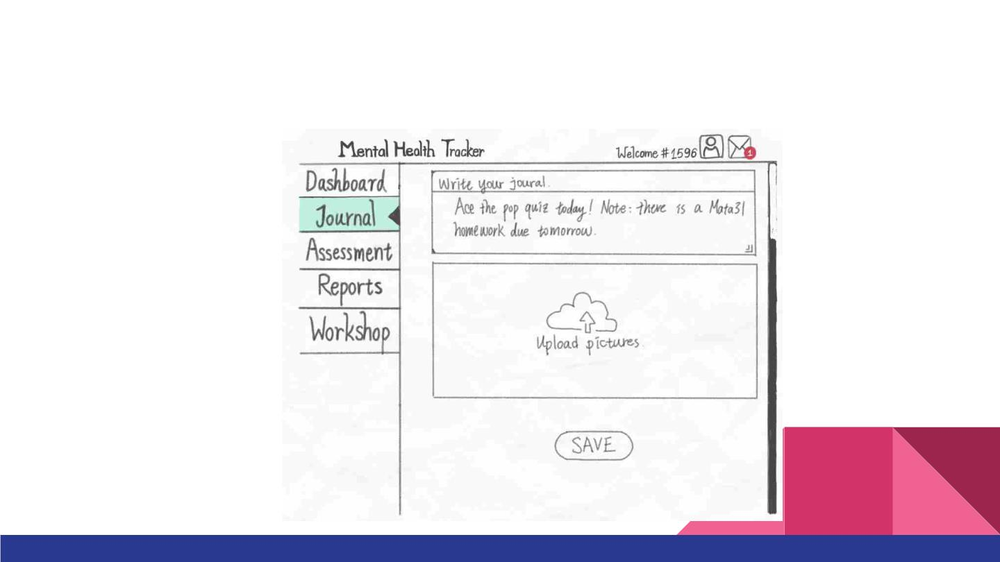 Mental Health Tracker
Welcome #1596
1
Dashboard
Journal
Assessment
Reports
Workshop
Write your joural.
Ace the pop quiz today! Note: there is a Mata31
homework due tomorrow.
Upload pictures.
SAVE